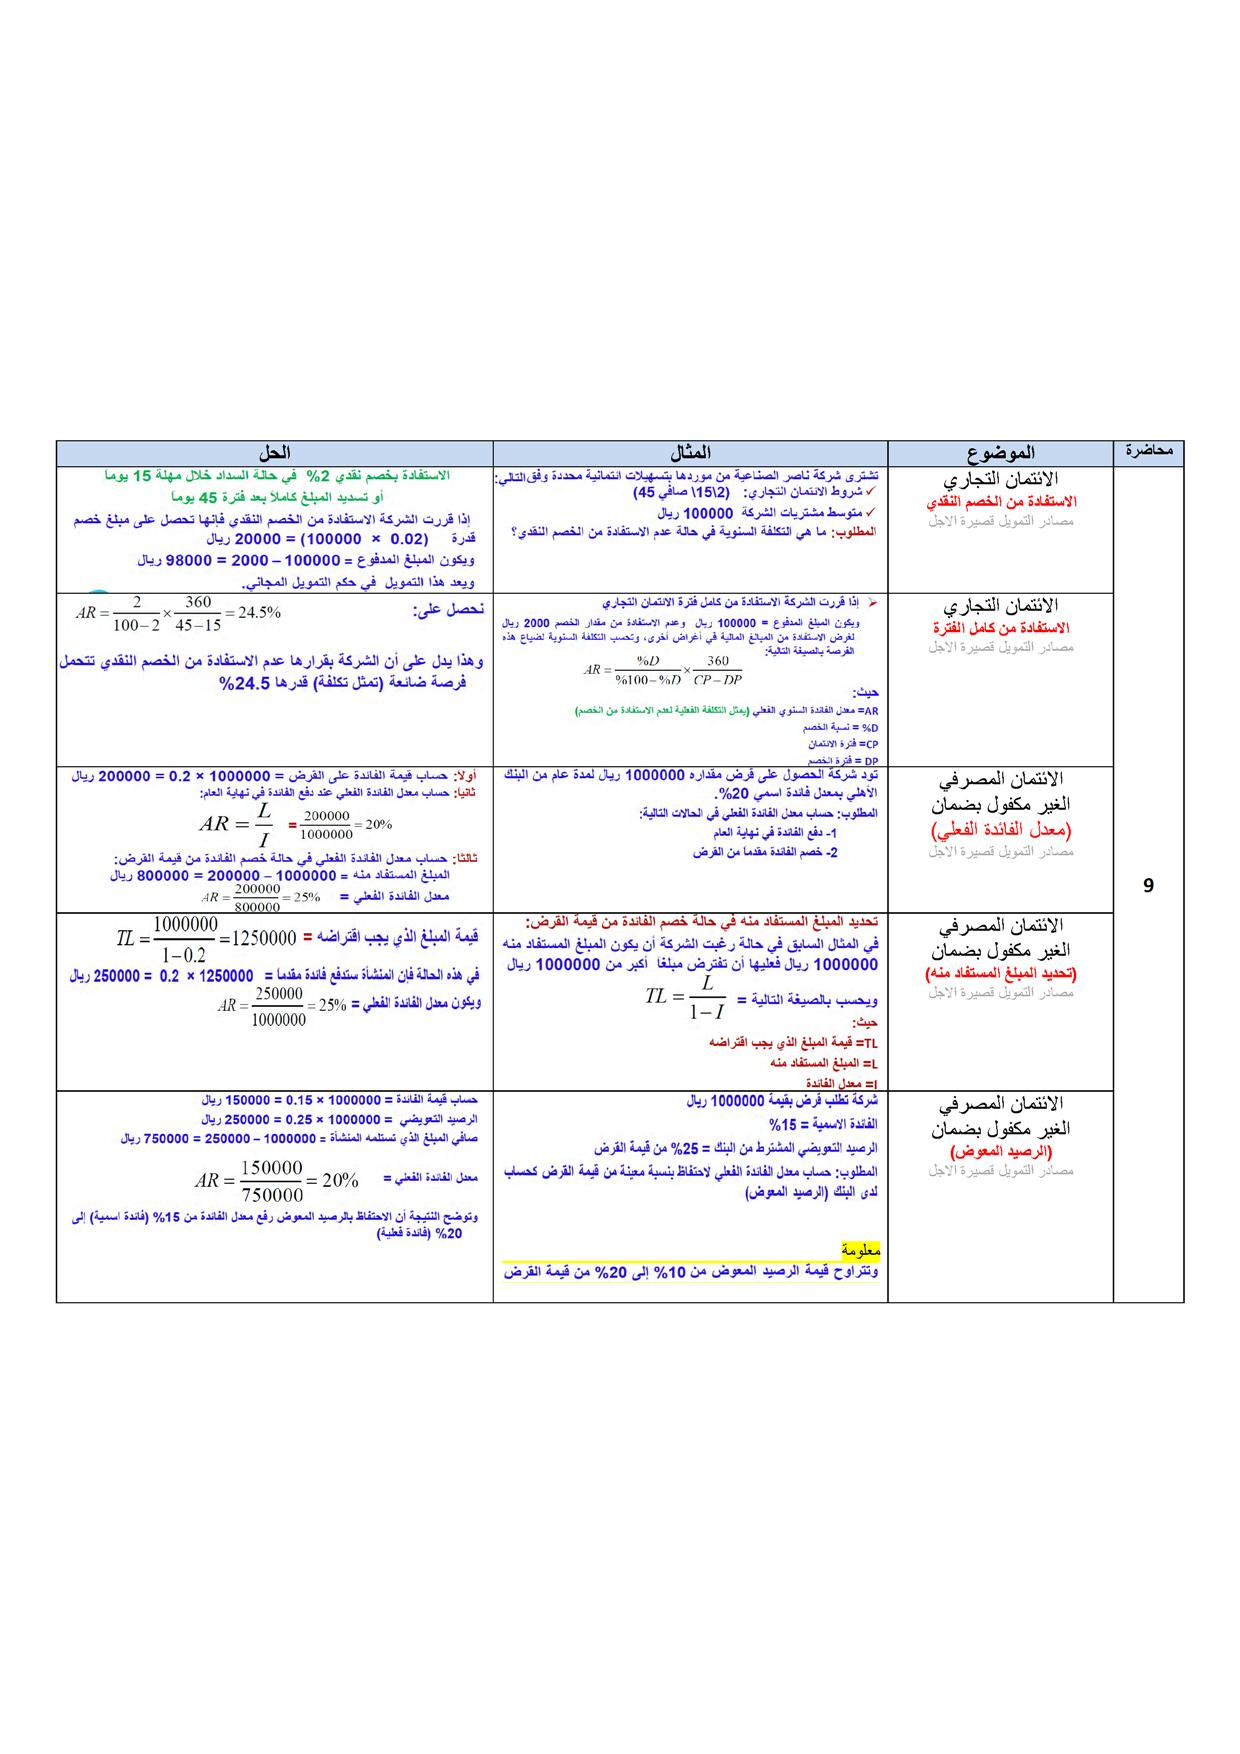 محاضرة	الموضوع	المثال	الحل
9
الائتمان التجاري
الاستفادة من الخصم النقدي
مصادر التمويل قصيرة الاجل
تشترى شركة ناصر الصناعية من موردها بتسهيلات ائتمانية محددة وفق التالي:
✓ شروط الائتمان التجاري: (2\15\ صافي 45)
✓ متوسط مشتريات الشركة 100000 ريال
المطلوب: ما هي التكلفة السنوية في حالة عدم الاستفادة من الخصم النقدي؟
الاستفادة بخصم نقدي 2% في حالة السداد خلال مهلة 15 يوماً
أو تسديد المبلغ كاملاً بعد فترة 45 يوماً
إذا قررت الشركة الاستفادة من الخصم النقدي فإنها تحصل على مبلغ خصم
قدرة (0.02 × 100000) = 20000 ريال
ويكون المبلغ المدفوع = 100000 – 2000 = 98000 ريال
ويعد هذا التمويل في حكم التمويل المجاني.
الائتمان التجاري
الاستفادة من كامل الفترة
مصادر التمويل قصيرة الاجل
➢ إذا قررت الشركة الاستفادة من كامل فترة الائتمان التجاري
ويكون المبلغ المدفوع = 100000 ريال وعدم الاستفادة من مقدار الخصم 2000 ريال
لغرض الاستفادة من المبالغ المالية في أغراض أخرى، وتحسب التكلفة السنوية لضياع هذه
الفرصة بالصيغة التالية:
AR = %D / (%100 – %D) × 360 / (CP – DP)
حيث:
AR= معدل الفائدة السنوي الفعلي (يمثل التكلفة الفعلية لعدم الاستفادة من الخصم)
D% = نسبة الخصم
CP= فترة الائتمان
DP = فترة الخصم
نحصل على: AR = 2 / (100–2) × 360 / (45–15) = 24.5%
وهذا يدل على أن الشركة بقرارها عدم الاستفادة من الخصم النقدي تتحمل
فرصة ضائعة (تمثل تكلفة) قدرها 24.5%
الائتمان المصرفي
الغير مكفول بضمان
(معدل الفائدة الفعلي)
مصادر التمويل قصيرة الاجل
تود شركة الحصول على قرض مقداره 1000000 ريال لمدة عام من البنك
الأهلي بمعدل فائدة اسمي 20%.
المطلوب: حساب معدل الفائدة الفعلي في الحالات التالية:
1- دفع الفائدة في نهاية العام
2- خصم الفائدة مقدماً من القرض
أولاً: حساب قيمة الفائدة على القرض = 1000000 × 0.2 = 200000 ريال
ثانيا: حساب معدل الفائدة الفعلي عند دفع الفائدة في نهاية العام:
AR = L / I = 200000 / 1000000 = 20%
ثالثا: حساب معدل الفائدة الفعلي في حالة خصم الفائدة من قيمة القرض:
المبلغ المستفاد منه = 1000000 – 200000 = 800000 ريال
معدل الفائدة الفعلي = AR = 200000 / 800000 = 25%
الائتمان المصرفي
الغير مكفول بضمان
(تحديد المبلغ المستفاد منه)
مصادر التمويل قصيرة الاجل
تحديد المبلغ المستفاد منه في حالة خصم الفائدة من قيمة القرض:
في المثال السابق في حالة رغبت الشركة أن يكون المبلغ المستفاد منه
1000000 ريال فعليها أن تفترض مبلغاً أكبر من 1000000 ريال
ويحسب بالصيغة التالية = TL = L / (1–I)
حيث:
TL= قيمة المبلغ الذي يجب اقتراضه
L= المبلغ المستفاد منه
I= معدل الفائدة
قيمة المبلغ الذي يجب اقتراضه = TL = 1000000 / (1–0.2) = 1250000
في هذه الحالة فإن المنشأة ستدفع فائدة مقدماً = 1250000 × 0.2 = 250000 ريال
ويكون معدل الفائدة الفعلي = AR = 250000 / 1000000 = 25%
الائتمان المصرفي
الغير مكفول بضمان
(الرصيد المعوض)
مصادر التمويل قصيرة الاجل
شركة تطلب قرض بقيمة 1000000 ريال
الفائدة الاسمية = 15%
الرصيد التعويضي المشترط من البنك = 25% من قيمة القرض
المطلوب: حساب معدل الفائدة الفعلي لاحتفاظ بنسبة معينة من قيمة القرض كحساب
لدى البنك (الرصيد المعوض)
معلومة
وتتراوح قيمة الرصيد المعوض من 10% إلى 20% من قيمة القرض
حساب قيمة الفائدة = 1000000 × 0.15 = 150000 ريال
الرصيد التعويضي = 1000000 × 0.25 = 250000 ريال
صافي المبلغ الذي تستلمه المنشأة = 1000000 – 250000 = 750000 ريال
معدل الفائدة الفعلي = AR = 150000 / 750000 = 20%
وتوضح النتيجة أن الاحتفاظ بالرصيد المعوض رفع معدل الفائدة من 15% (فائدة اسمية) إلى
20% (فائدة فعلية)